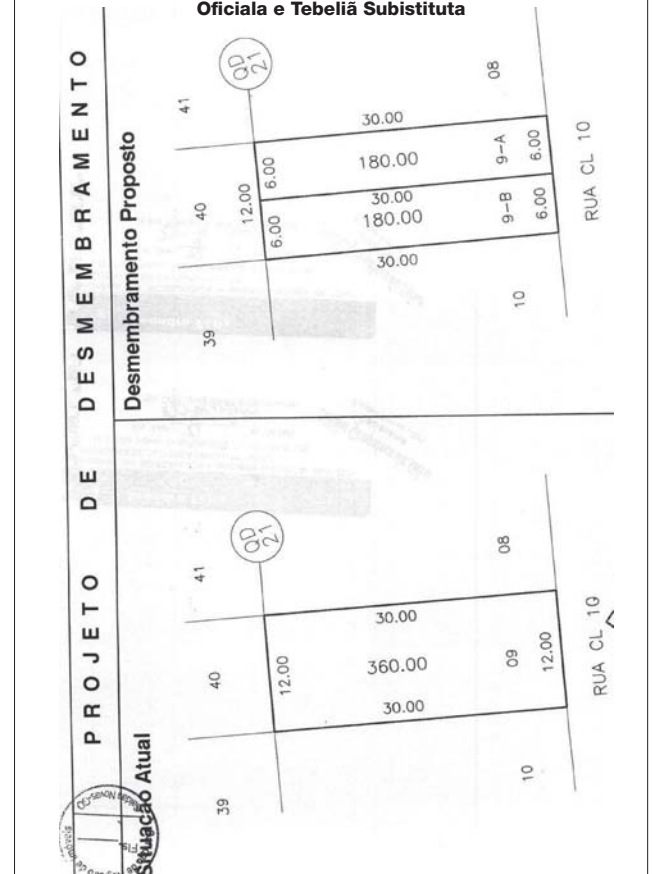 Oficiala e Tebeliã Subistituta
PROJETO DE DESMEMBRAMENTO
Situação Atual
39
40
41
QD
21
12.00
30.00
360.00
30.00
10
09
08
12.00
RUA CL 10
Desmembramento Proposto
39
40
41
QD
21
12.00
6.00
6.00
30.00
180.00
30.00
180.00
30.00
10
9-B
9-A
08
6.00
6.00
RUA CL 10
Fls.
Novas-GO